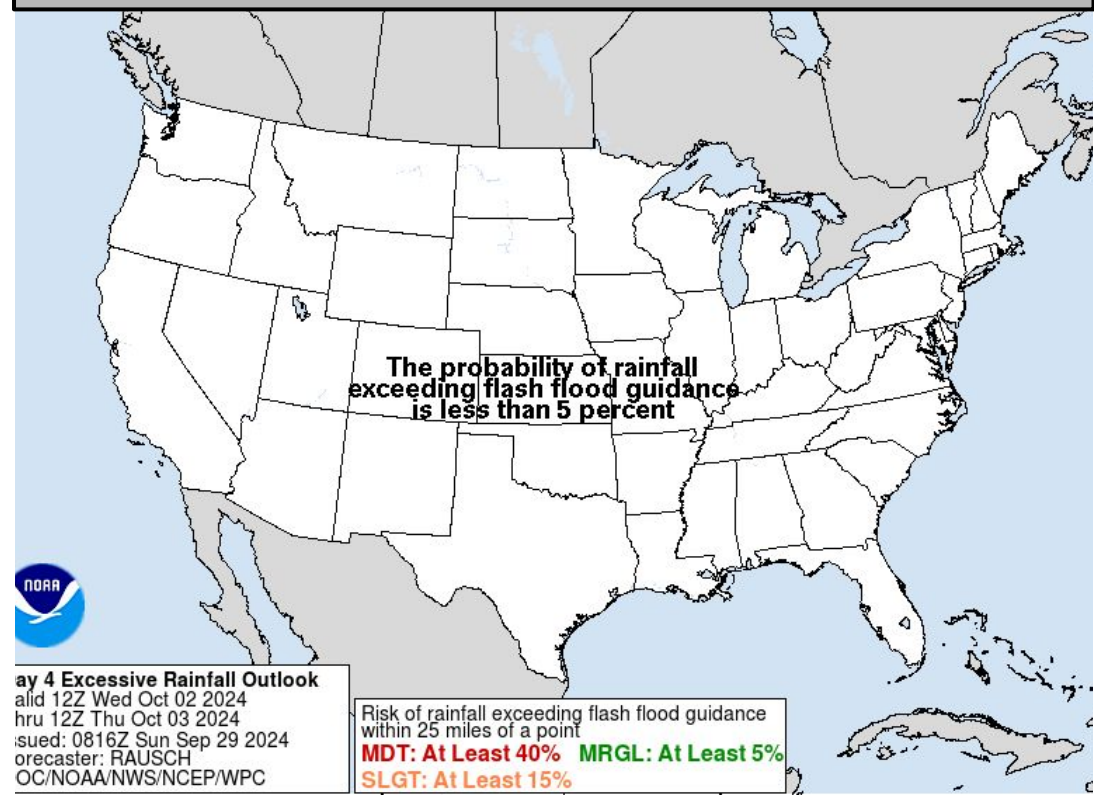 The probability of rainfall
exceeding flash flood guidance
is less than 5 percent
NOAA
ay 4 Excessive Rainfall Outlook
alid 12Z Wed Oct 02 2024
hru 12Z Thu Oct 03 2024
ssued: 0816Z Sun Sep 29 2024
orecaster: RAUSCH
OC/NOAA/NWS/NCEP/WPC
Risk of rainfall exceeding flash flood guidance
within 25 miles of a point
MDT: At Least 40% MRGL: At Least 5%
SLGT: At Least 15%